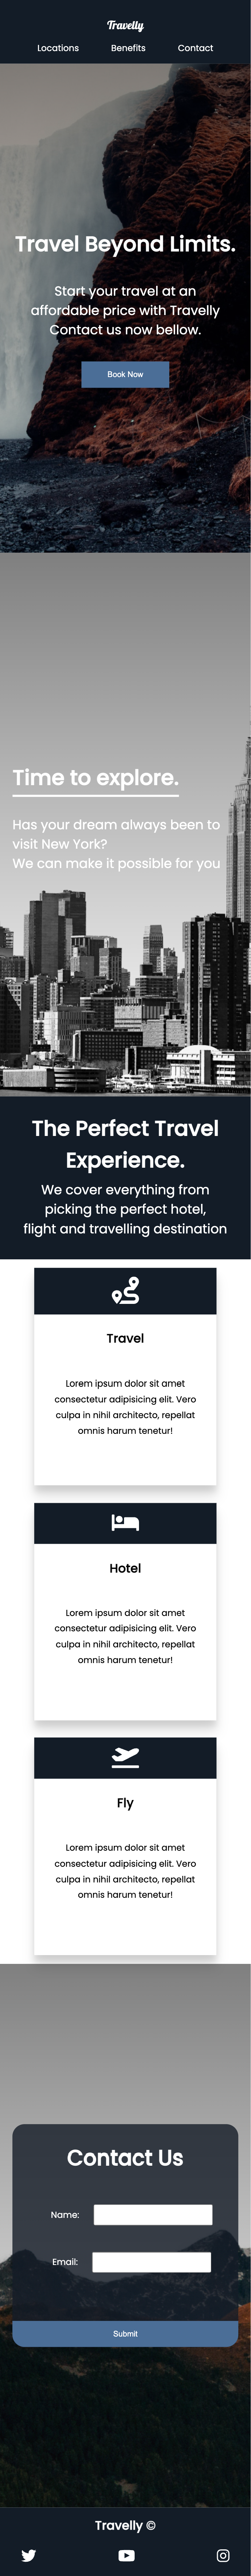 Travelly
Locations Benefits Contact
Travel Beyond Limits.
Start your travel at an
affordable price with Travelly
Contact us now bellow.
Book Now
Time to explore.
Has your dream always been to
visit New York?
We can make it possible for you
The Perfect Travel
Experience.
We cover everything from
picking the perfect hotel,
flight and travelling destination
Travel
Lorem ipsum dolor sit amet
consectetur adipisicing elit. Vero
culpa in nihil architecto, repellat
omnis harum tenetur!
Hotel
Lorem ipsum dolor sit amet
consectetur adipisicing elit. Vero
culpa in nihil architecto, repellat
omnis harum tenetur!
Fly
Lorem ipsum dolor sit amet
consectetur adipisicing elit. Vero
culpa in nihil architecto, repellat
omnis harum tenetur!
Contact Us
Name:
Email:
Submit
Travelly ©